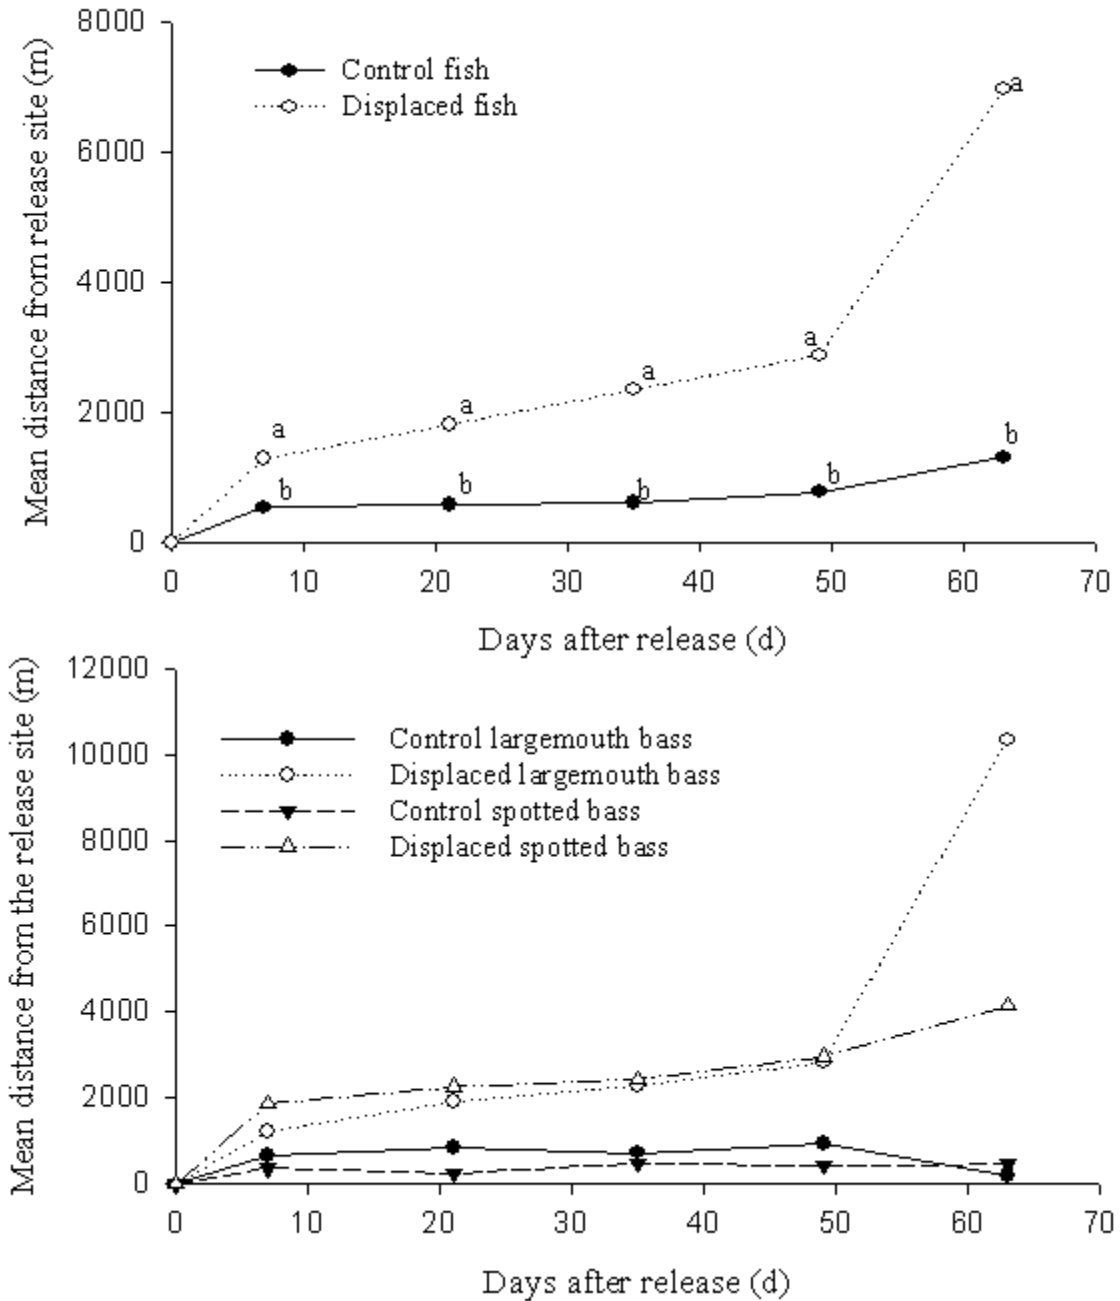 Mean distance from release site (m)
8000
6000
4000
2000
0
Control fish
Displaced fish
a
a
a
a
a
b
b
b
b
b
0 10 20 30 40 50 60 70
Days after release (d)
Mean distance from the release site (m)
12000
10000
8000
6000
4000
2000
0
Control largemouth bass
Displaced largemouth bass
Control spotted bass
Displaced spotted bass
0 10 20 30 40 50 60 70
Days after release (d)